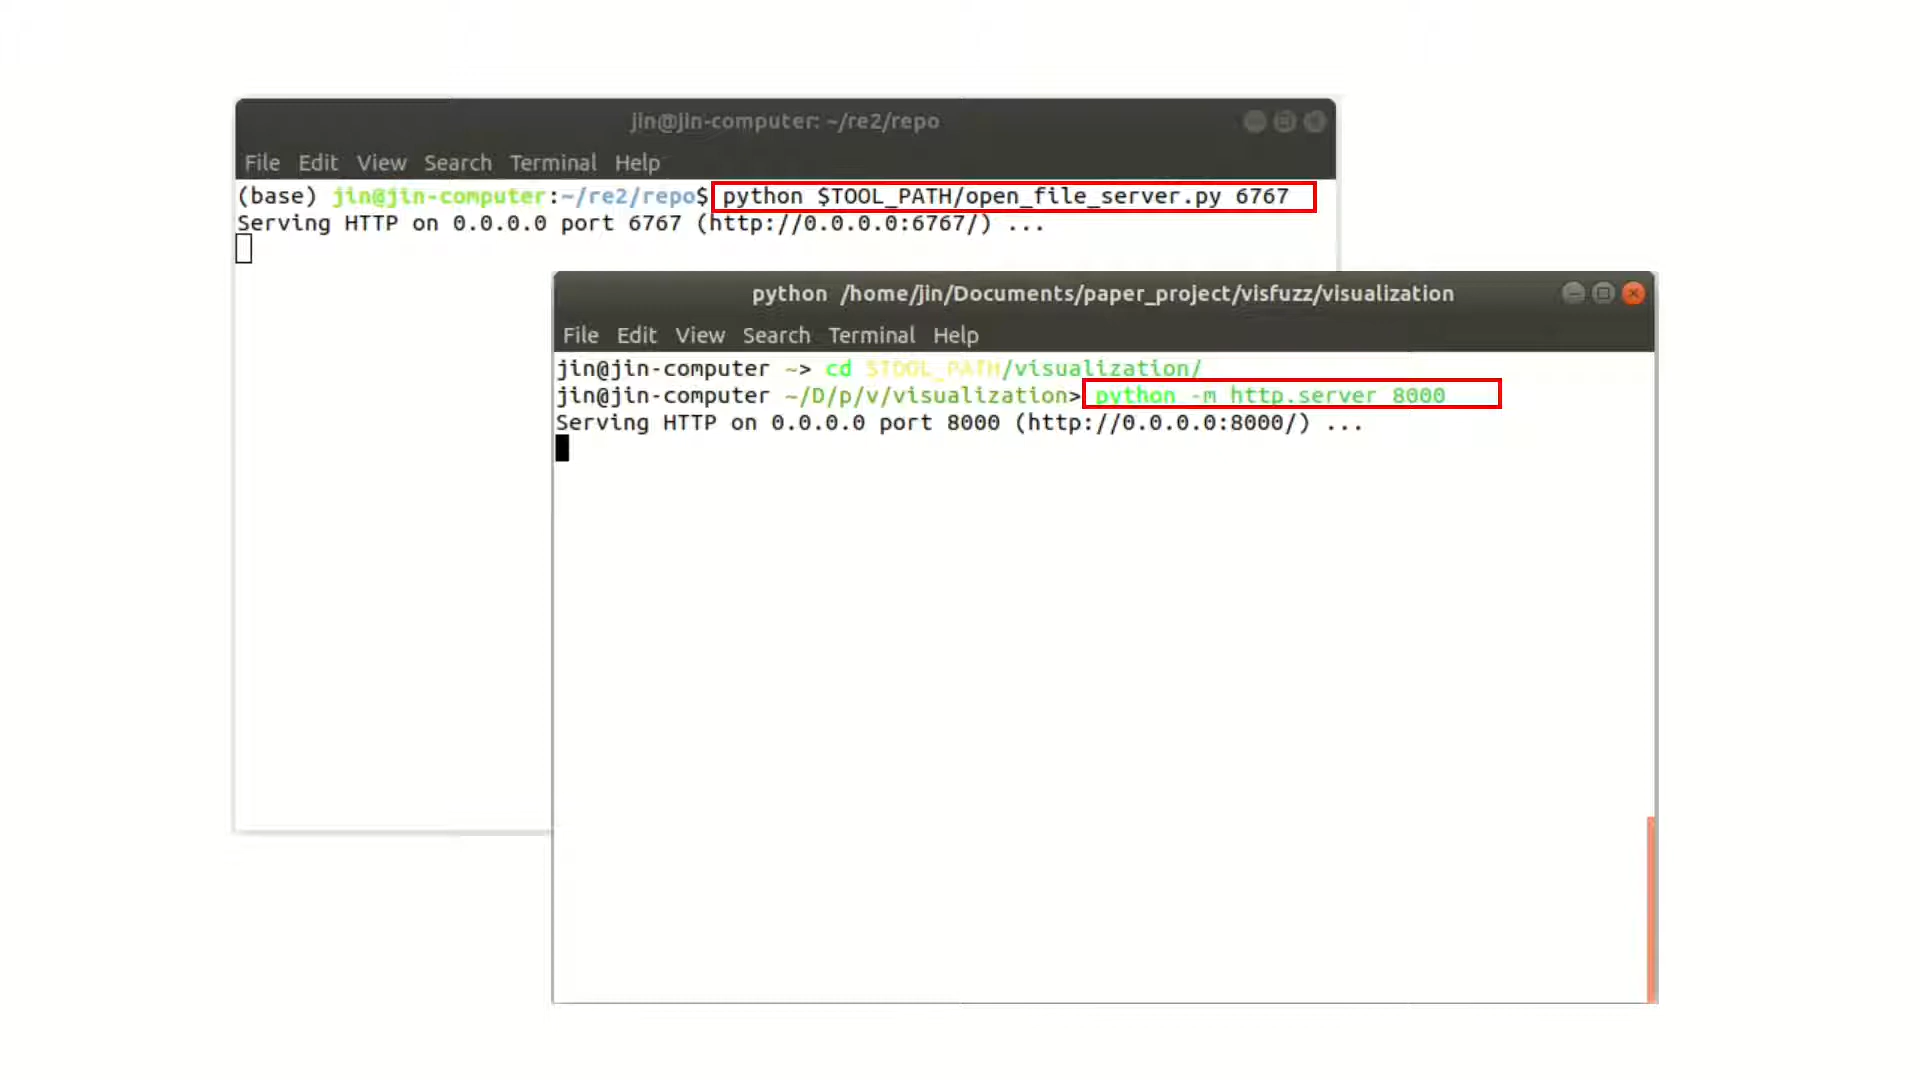 jin@jin-computer: ~/re2/repo
File Edit View Search Terminal Help
(base) jin@jin-computer:~/re2/repo$ python $TOOL_PATH/open_file_server.py 6767
Serving HTTP on 0.0.0.0 port 6767 (http://0.0.0.0:6767/) ...
python /home/jin/Documents/paper_project/visfuzz/visualization
File Edit View Search Terminal Help
jin@jin-computer ~> cd $TOOL_PATH/visualization/
jin@jin-computer ~/D/p/v/visualization> python -m http.server 8000
Serving HTTP on 0.0.0.0 port 8000 (http://0.0.0.0:8000/) ...